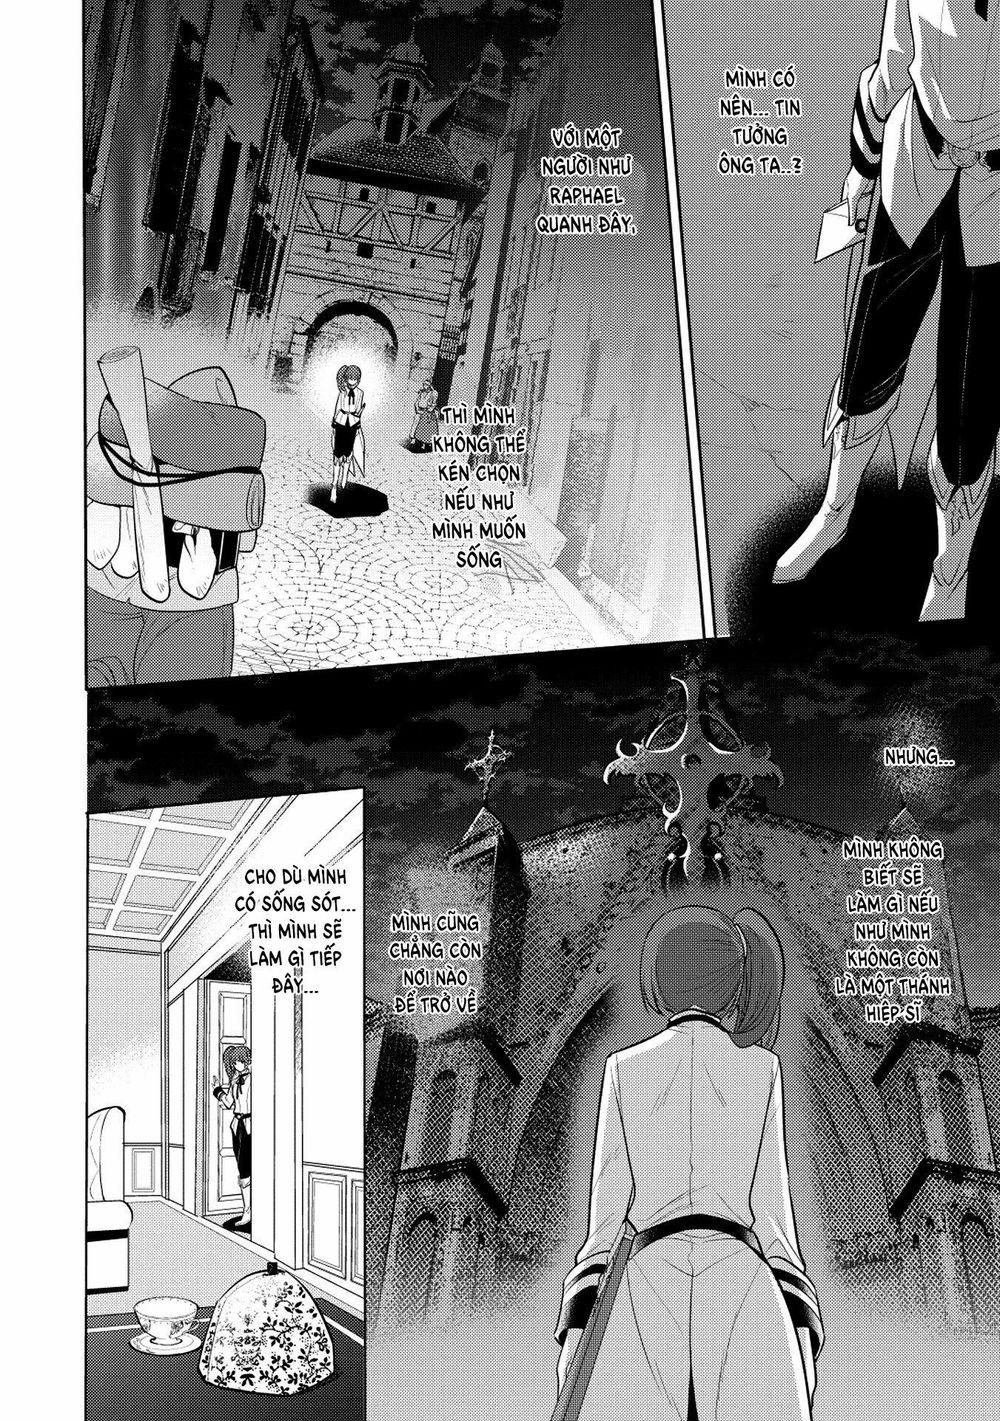 MÌNH CÓ
NÊN... TIN
TƯỞNG
ÔNG TA..?
VỚI MỘT
NGƯỜI NHƯ
RAPHAEL
QUANH ĐÂY,
THÌ MÌNH
KHÔNG THỂ
KÉN CHỌN
NẾU NHƯ
MÌNH MUỐN
SỐNG
NHƯNG...
MÌNH KHÔNG
BIẾT SẼ
LÀM GÌ NẾU
NHƯ MÌNH
KHÔNG CÒN
LÀ MỘT THÁNH
HIỆP SĨ
MÌNH CŨNG
CHẲNG CÒN
NƠI NÀO
ĐỂ TRỞ VỀ
CHO DÙ MÌNH
CÓ SỐNG SÓT...
THÌ MÌNH SẼ
LÀM GÌ TIẾP
ĐÂY...